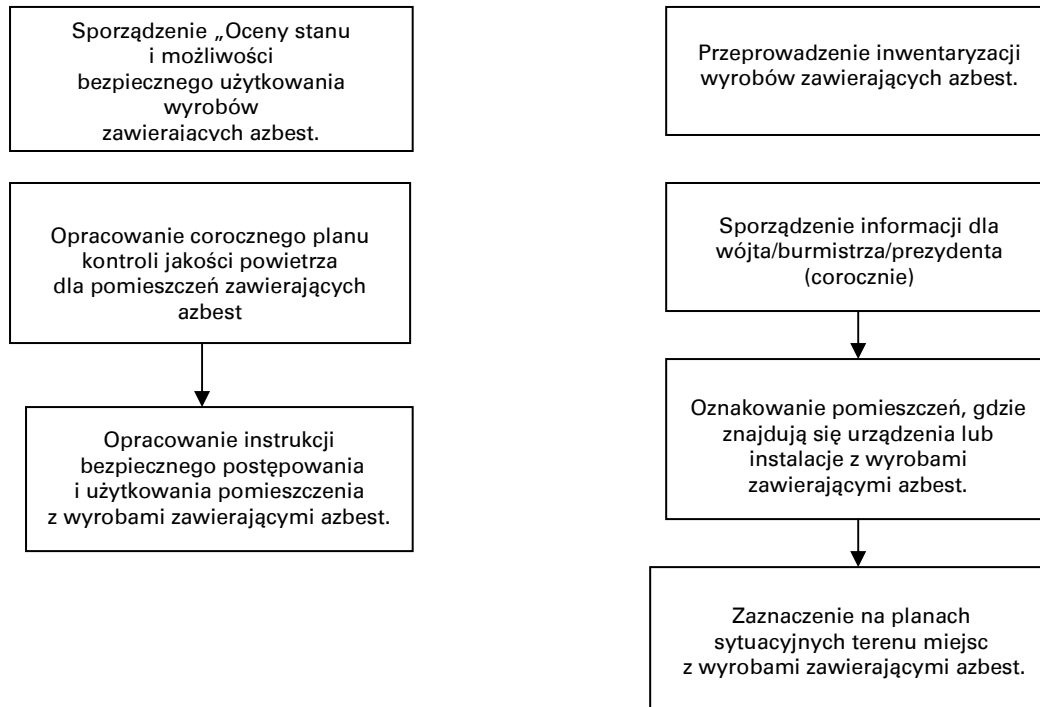 Sporządzenie „Oceny stanu
i możliwości
bezpiecznego użytkowania
wyrobów
zawierających azbest.
Opracowanie corocznego planu
kontroli jakości powietrza
dla pomieszczeń zawierających
azbest
Opracowanie instrukcji
bezpiecznego postępowania
i użytkowania pomieszczenia
z wyrobami zawierającymi azbest.
Przeprowadzenie inwentaryzacji
wyrobów zawierających azbest.
Sporządzenie informacji dla
wójta/burmistrza/prezydenta
(corocznie)
Oznakowanie pomieszczeń, gdzie
znajdują się urządzenia lub
instalacje z wyrobami
zawierającymi azbest.
Zaznaczenie na planach
sytuacyjnych terenu miejsc
z wyrobami zawierającymi azbest.